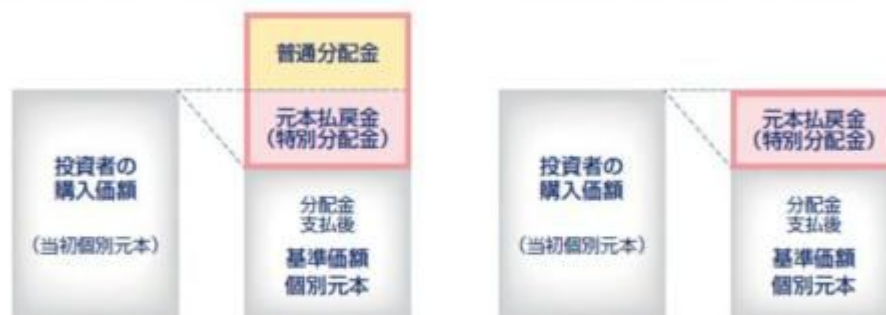 普通分配金
元本払戻金
(特別分配金)
投資者の
購入価額
(当初個別元本)
分配金
支払後
基準価額
個別元本
元本払戻金
(特別分配金)
投資者の
購入価額
(当初個別元本)
分配金
支払後
基準価額
個別元本